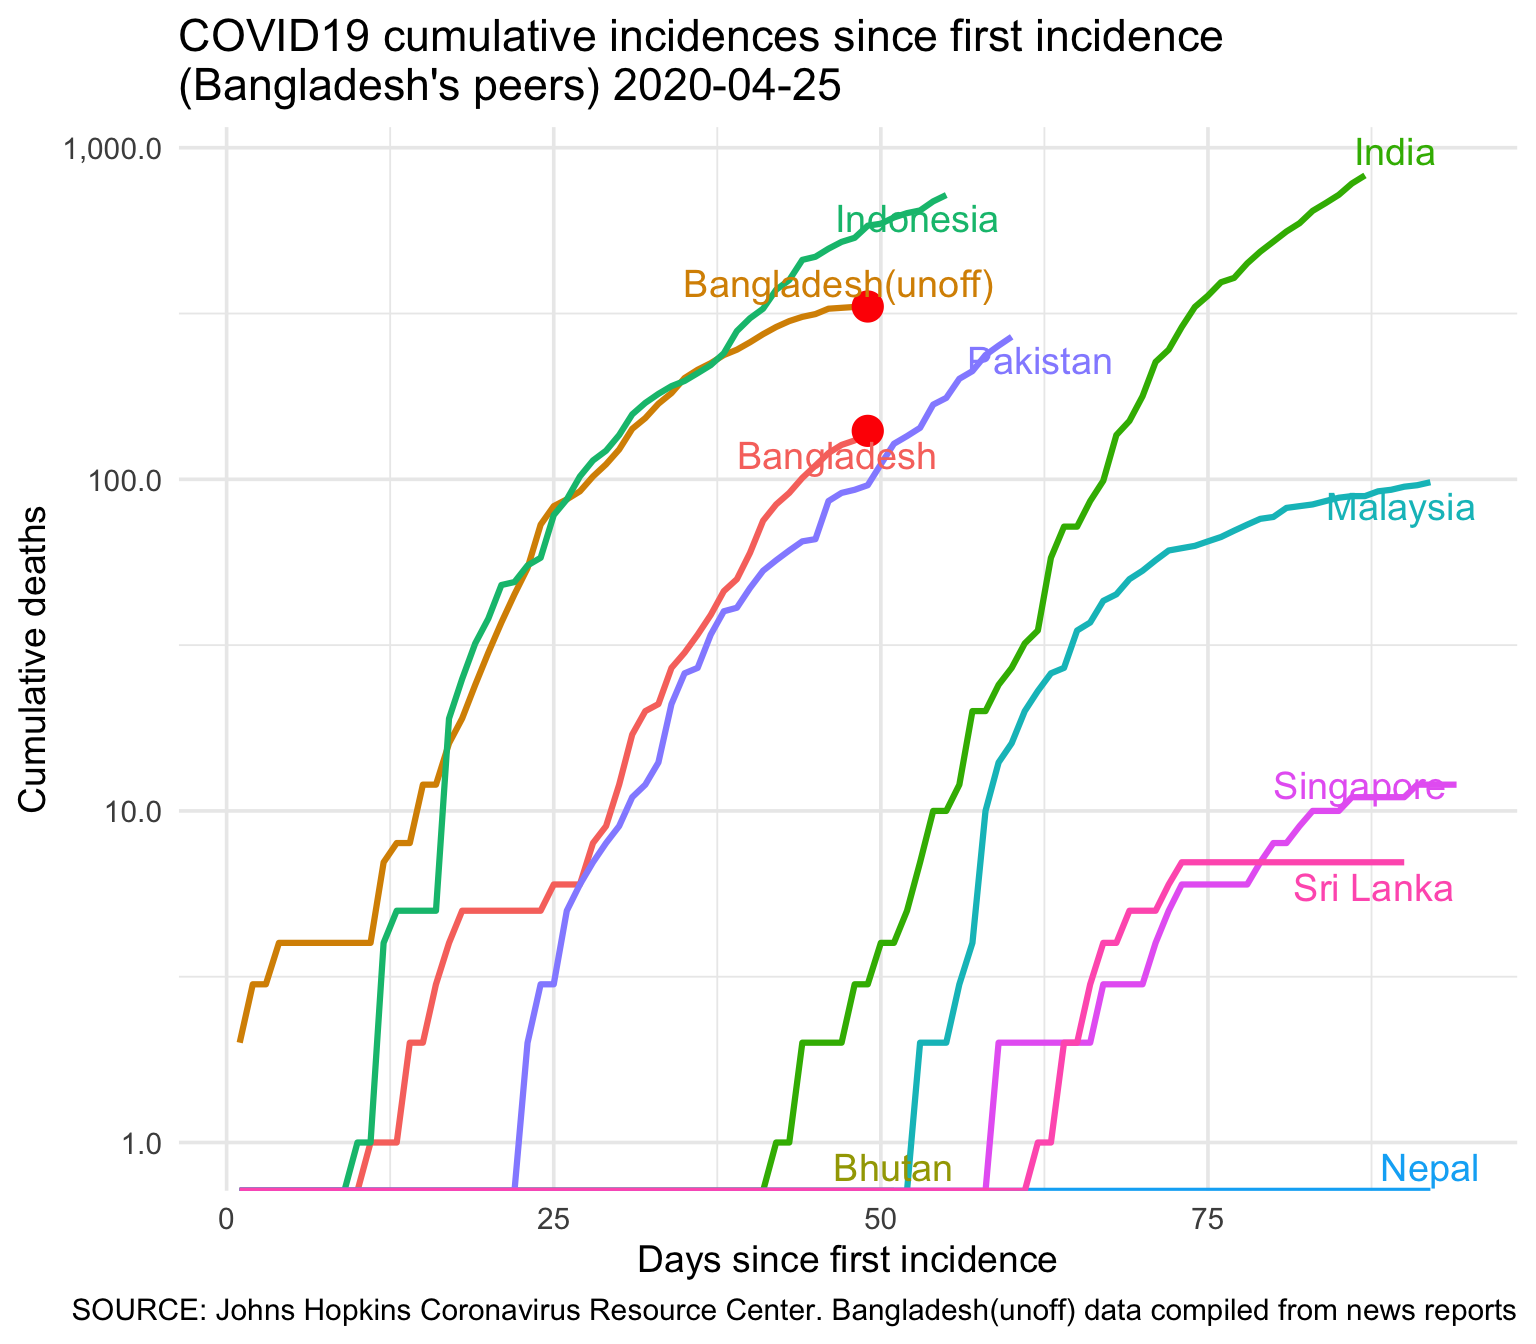 COVID19 cumulative incidences since first incidence
(Bangladesh's peers) 2020-04-25
1,000.0
100.0
10.0
1.0
Cumulative deaths
India
Indonesia
Bangladesh(unoff)
Pakistan
Bangladesh
Malaysia
Singapore
Sri Lanka
Bhutan
Nepal
0 25 50 75
Days since first incidence
SOURCE: Johns Hopkins Coronavirus Resource Center. Bangladesh(unoff) data compiled from news reports